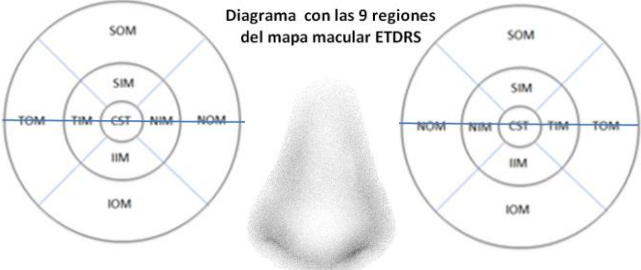 Diagrama con las 9 regiones
del mapa macular ETDRS
SOM
SIM
TOM TIM CST NIM NOM
IIM
IOM
SOM
SIM
NOM NIM CST TIM TOM
IIM
IOM